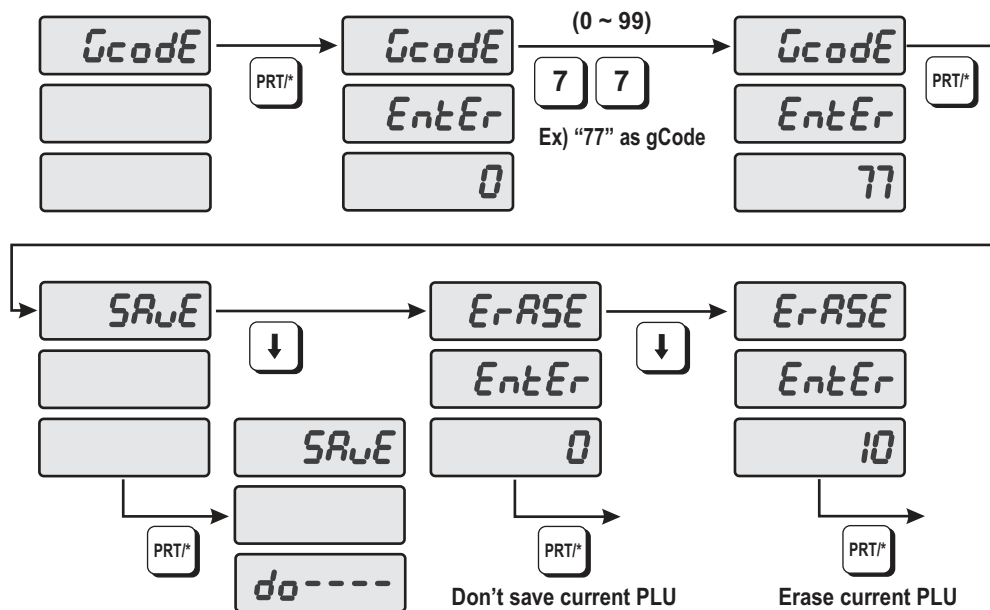 (0 ~ 99)
GcodE
PRT/*
GcodE
7 7
GcodE
PRT/*
EntEr
EntEr
Ex) “77” as gCode
0
77
SAvE
↓
ErASE
↓
ErASE
EntEr
EntEr
SAvE
0
10
PRT/*
PRT/*
PRT/*
do----
Don’t save current PLU
Erase current PLU